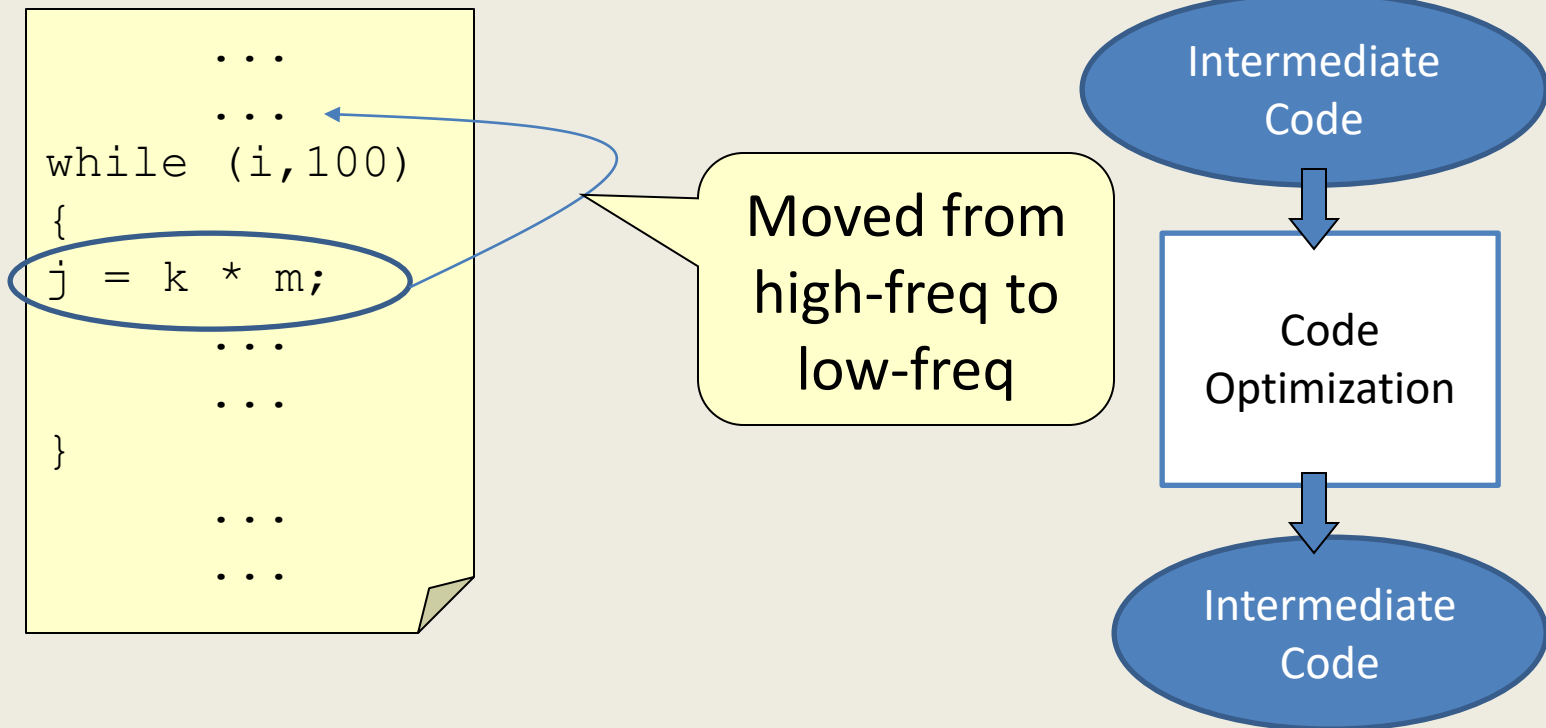 ...
...
while (i,100)
{
j = k * m;
...
...
}
...
...
Moved from
high-freq to
low-freq
Intermediate
Code
Code
Optimization
Intermediate
Code